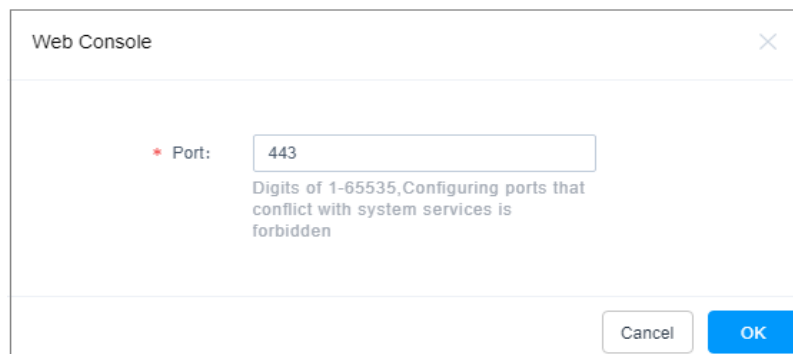 Web Console
* Port:
443
Digits of 1-65535,Configuring ports that
conflict with system services is
forbidden
Cancel
OK